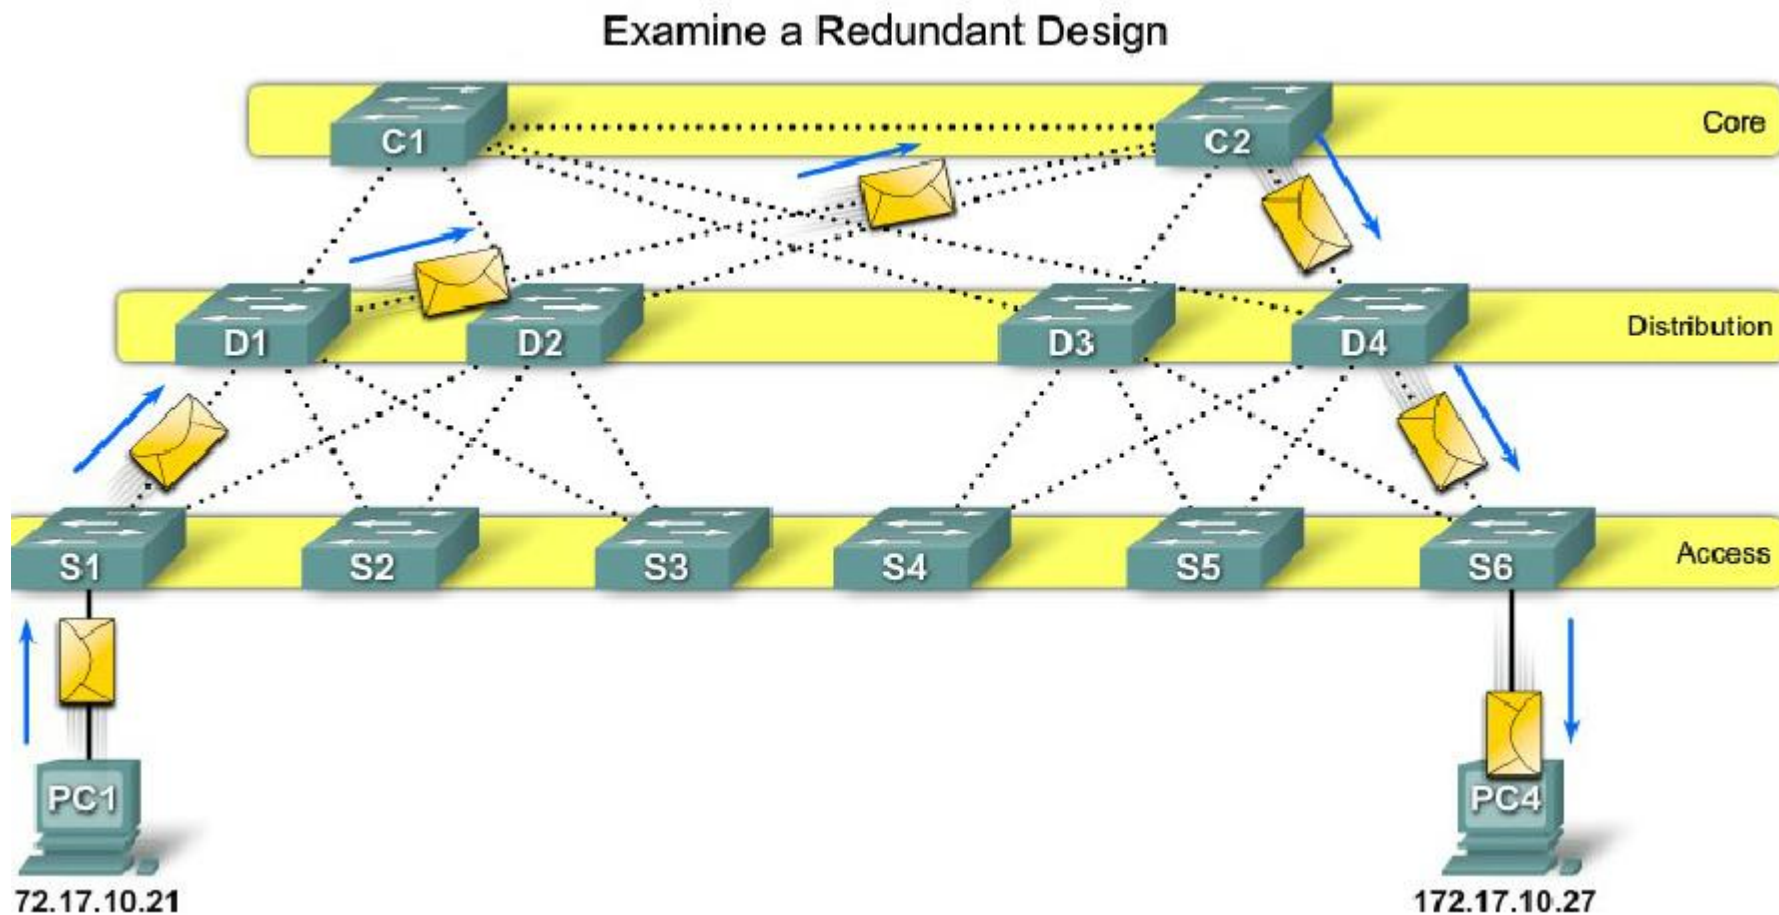 Examine a Redundant Design
C1
C2
Core
D1
D2
D3
D4
Distribution
S1
S2
S3
S4
S5
S6
Access
PC1
PC4
72.17.10.21
172.17.10.27